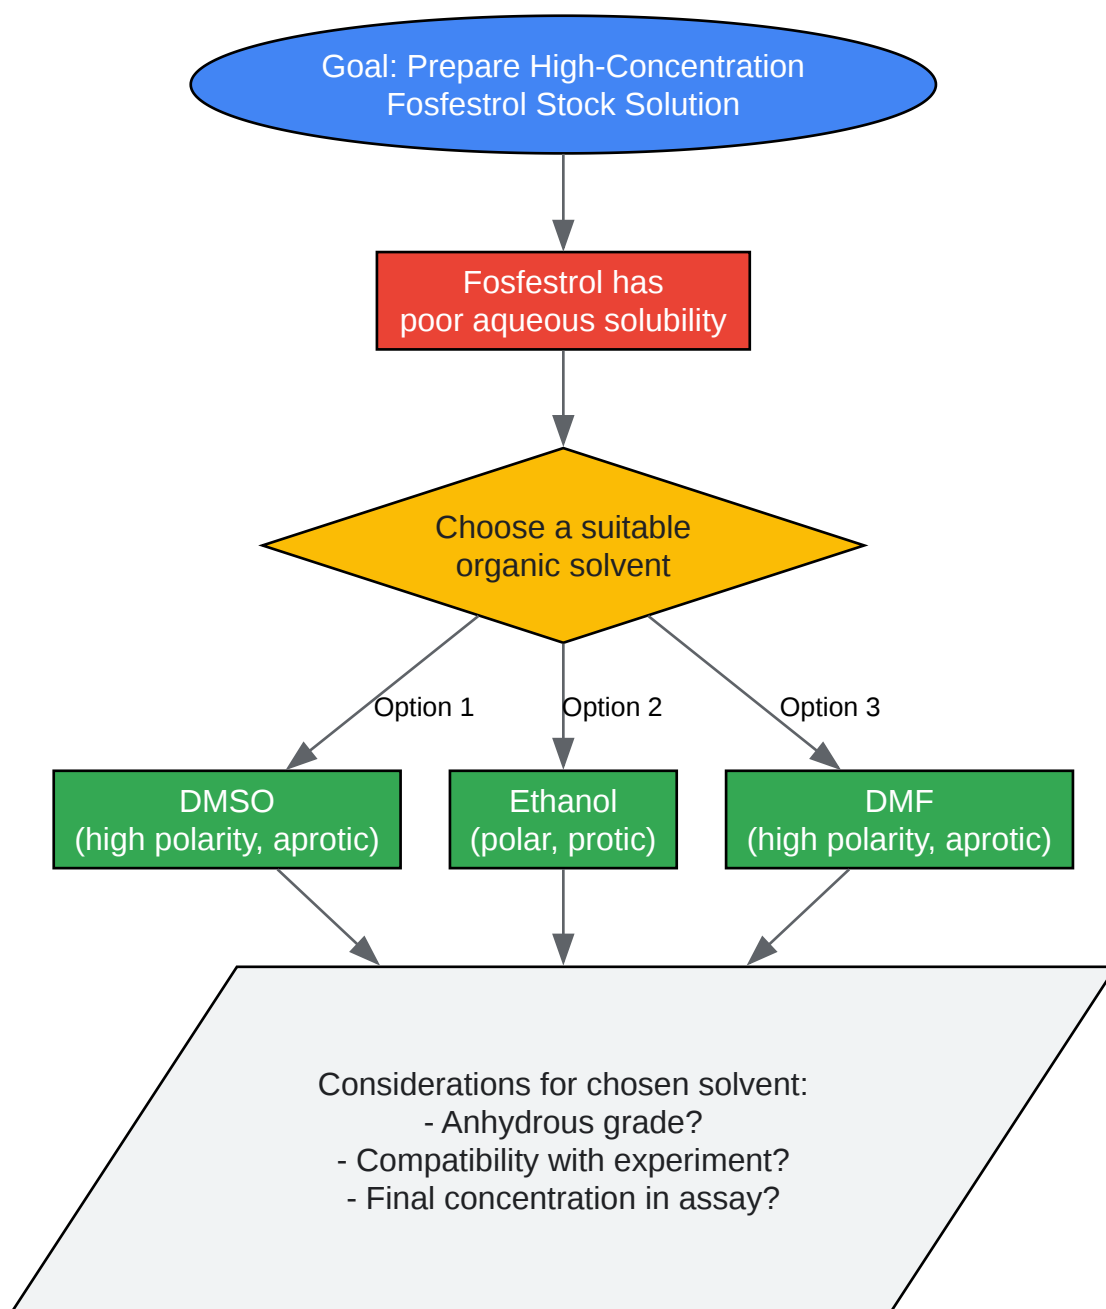 Goal: Prepare High-Concentration
Fosfestrol Stock Solution
Fosfestrol has
poor aqueous solubility
Choose a suitable
organic solvent
Option 1
Option 2
Option 3
DMSO
(high polarity, aprotic)
Ethanol
(polar, protic)
DMF
(high polarity, aprotic)
Considerations for chosen solvent:
- Anhydrous grade?
- Compatibility with experiment?
- Final concentration in assay?